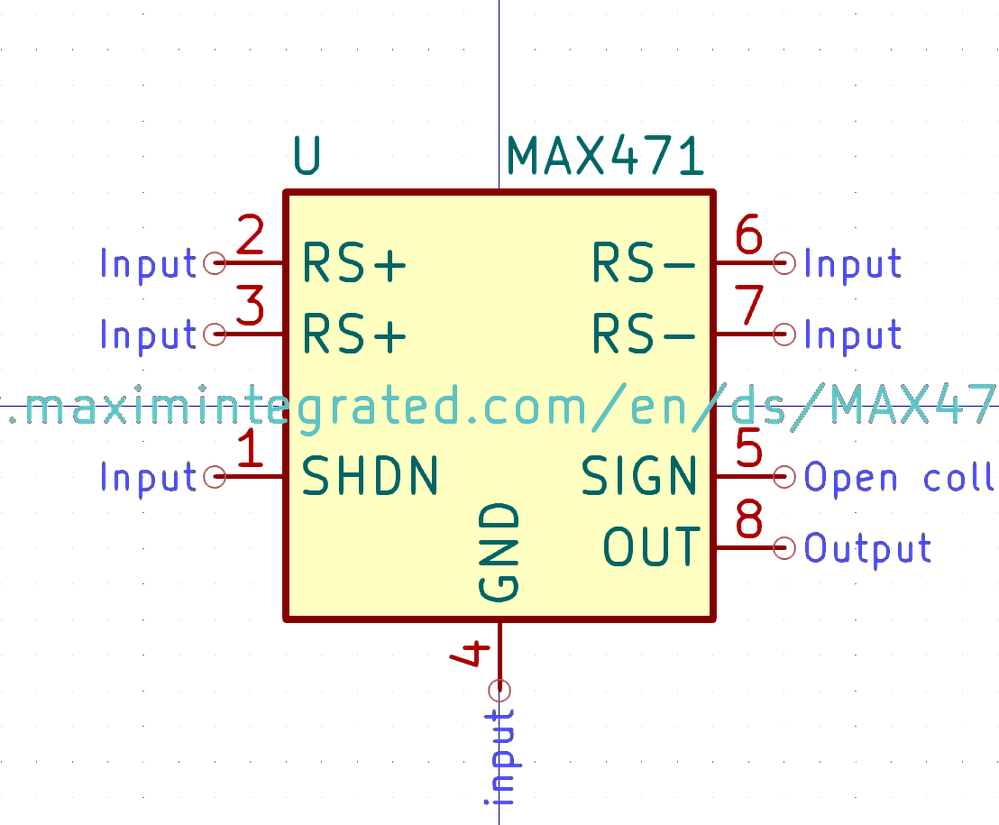 U MAX471
Input 2 RS+ RS- 6 Input
Input 3 RS+ RS- 7 Input
.maximintegrated.com/en/ds/MAX47
Input 1 SHDN SIGN 5 Open coll
OUT 8 Output
GND
4
input